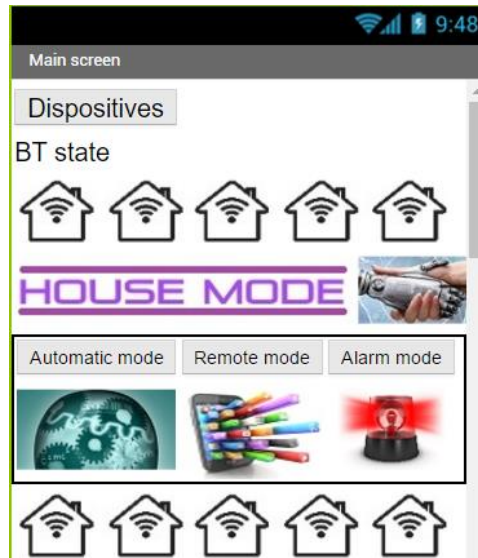 9:48
Main screen
Dispositives
BT state
HOUSE MODE
Automatic mode Remote mode Alarm mode